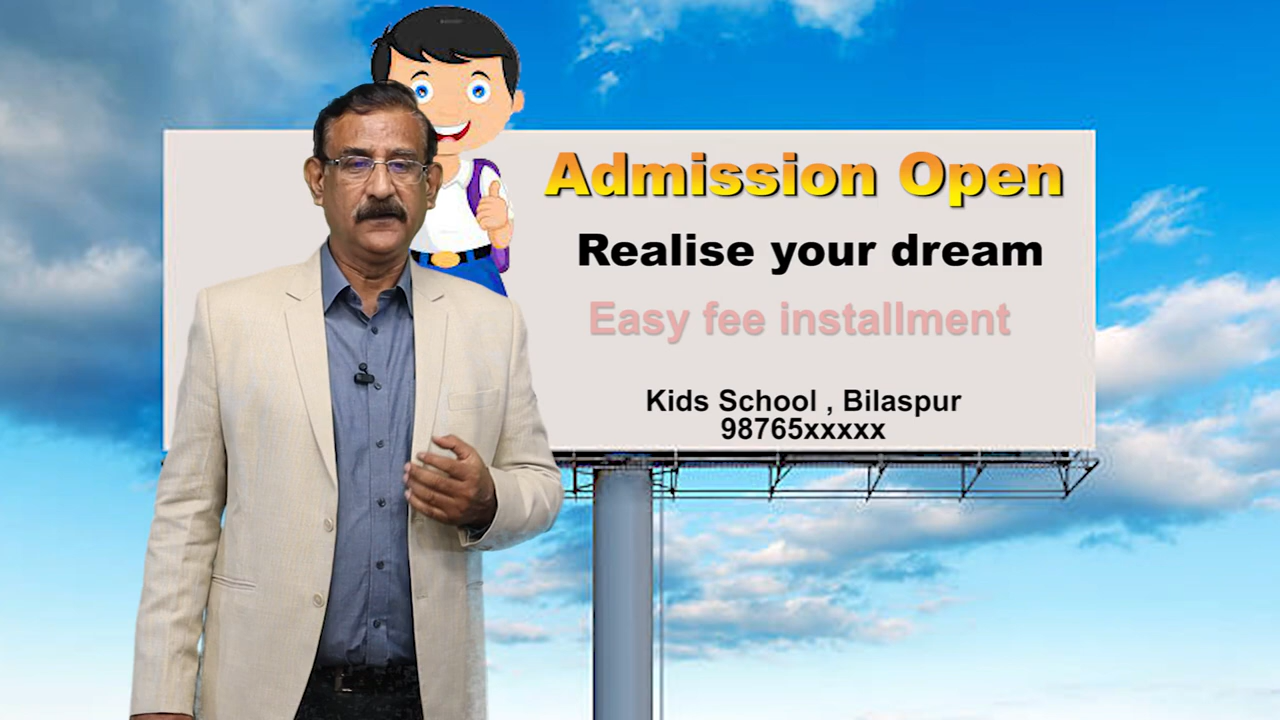 Admission Open
Realise your dream
Easy fee installment
Kids School , Bilaspur
98765xxxxx